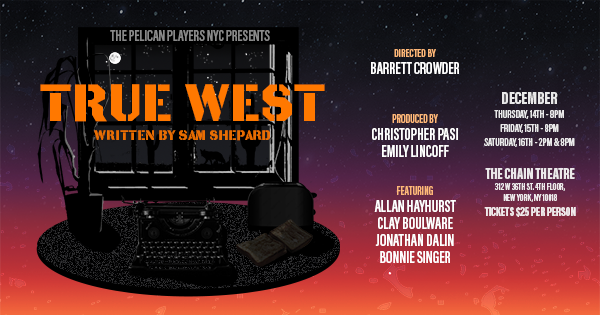 THE PELICAN PLAYERS NYC PRESENTS
TRUE WEST
WRITTEN BY SAM SHEPARD
DIRECTED BY
BARRETT CROWDER
PRODUCED BY
CHRISTOPHER PASI
EMILY LINCOFF
FEATURING
ALLAN HAYHURST
CLAY BOULWARE
JONATHAN DALIN
BONNIE SINGER
DECEMBER
THURSDAY, 14TH - 8PM
FRIDAY, 15TH - 8PM
SATURDAY, 16TH - 2PM & 8PM
THE CHAIN THEATRE
312 W 36TH ST. 4TH FLOOR,
NEW YORK, NY 10018
TICKETS $25 PER PERSON